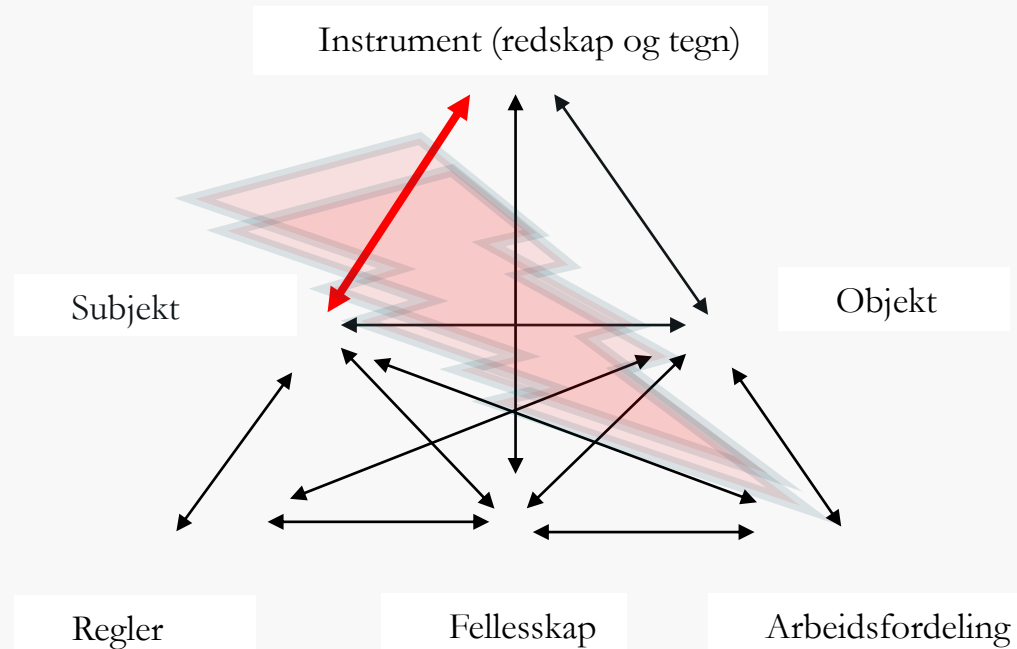 Instrument (redskap og tegn)
Subjekt
Objekt
Regler
Fellesskap
Arbeidsfordeling